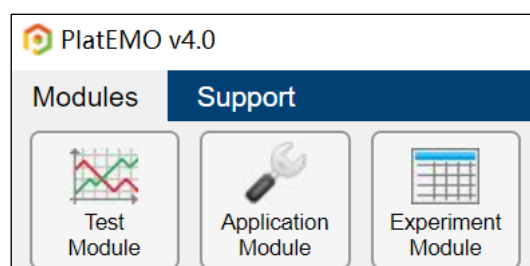 PlatEMO v4.0
Modules Support
Test
Module
Application
Module
Experiment
Module